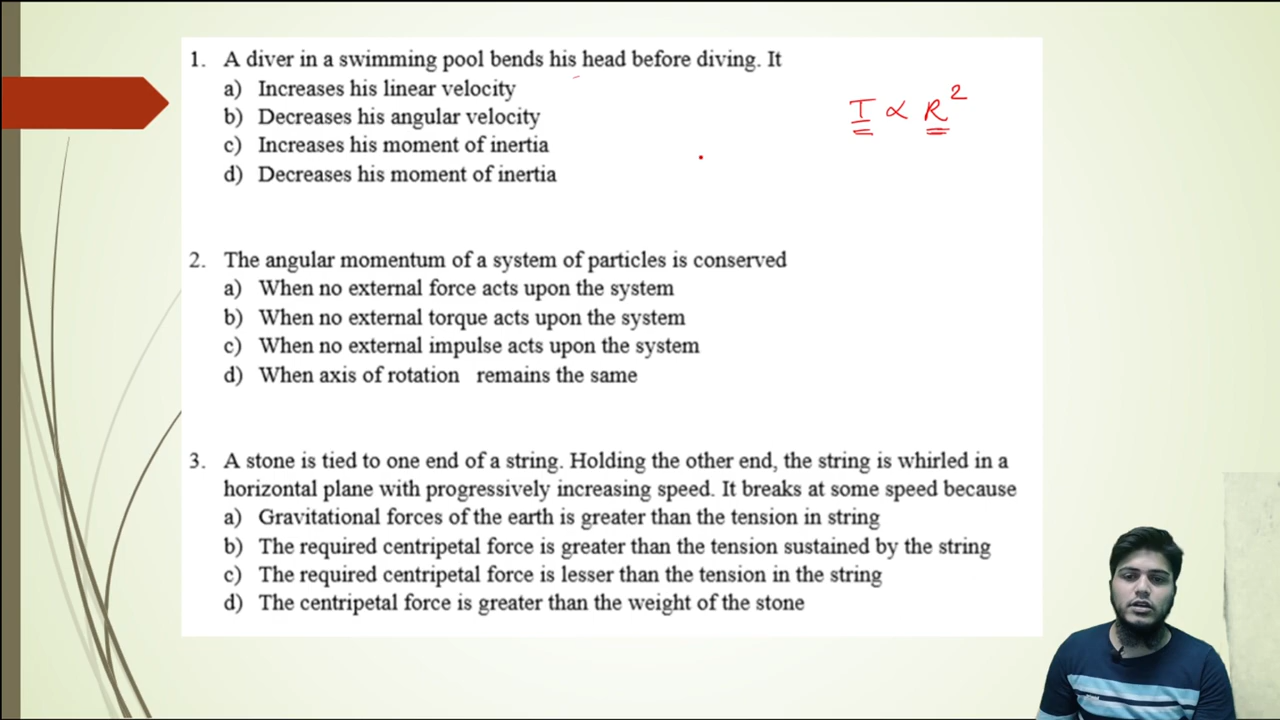 1. A diver in a swimming pool bends his head before diving. It
a) Increases his linear velocity
b) Decreases his angular velocity
c) Increases his moment of inertia
d) Decreases his moment of inertia
I ∝ R²
2. The angular momentum of a system of particles is conserved
a) When no external force acts upon the system
b) When no external torque acts upon the system
c) When no external impulse acts upon the system
d) When axis of rotation remains the same
3. A stone is tied to one end of a string. Holding the other end, the string is whirled in a
horizontal plane with progressively increasing speed. It breaks at some speed because
a) Gravitational forces of the earth is greater than the tension in string
b) The required centripetal force is greater than the tension sustained by the string
c) The required centripetal force is lesser than the tension in the string
d) The centripetal force is greater than the weight of the stone